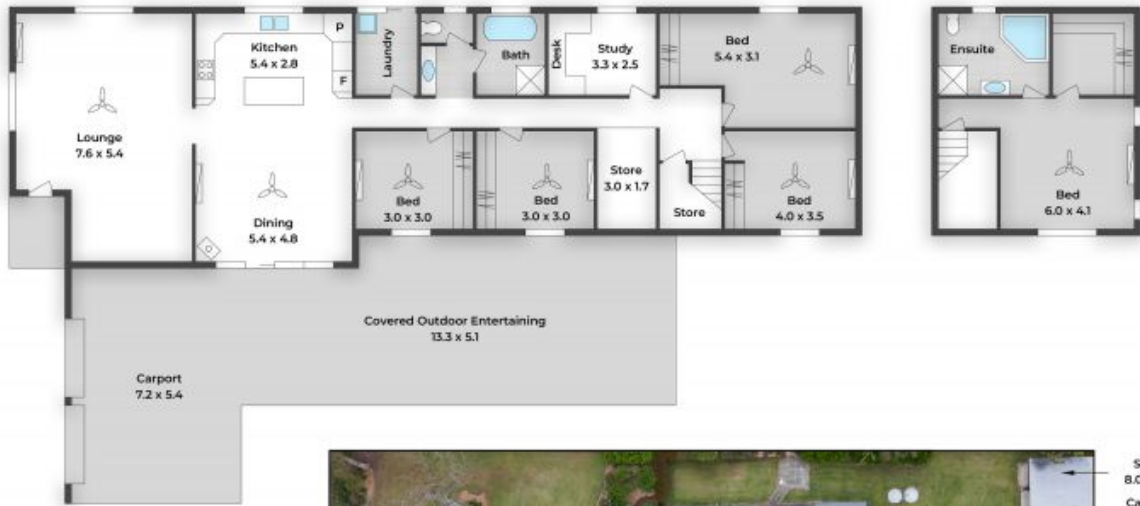 P
Kitchen
5.4 x 2.8
F
Laundry
Bath
Desk
Study
3.3 x 2.5
Bed
5.4 x 3.1
Ensuite
Lounge
7.6 x 5.4
Dining
5.4 x 4.8
Bed
3.0 x 3.0
Bed
3.0 x 3.0
Store
3.0 x 1.7
Store
Bed
4.0 x 3.5
Bed
6.0 x 4.1
Covered Outdoor Entertaining
13.3 x 5.1
Carport
7.2 x 5.4